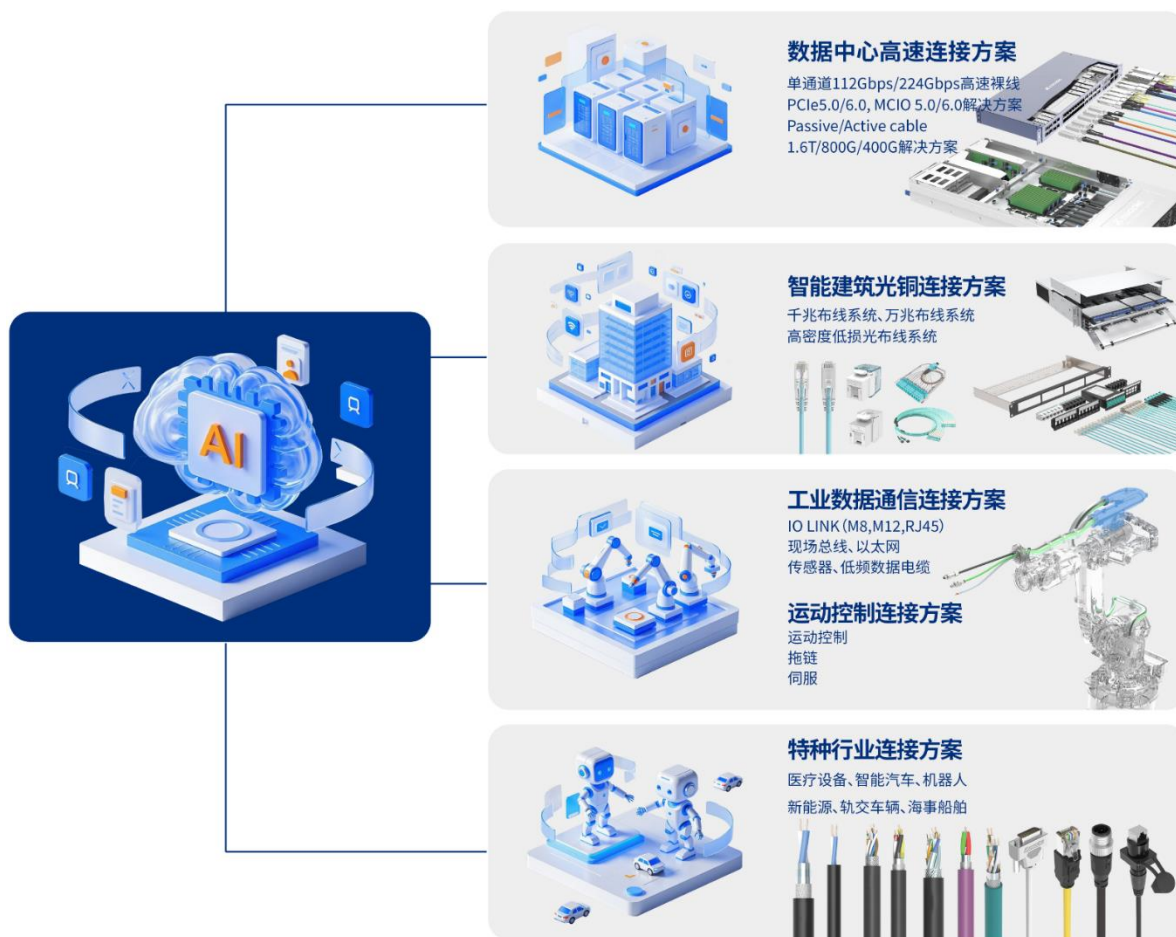 AI
数据中心高速连接方案
单通道112Gbps/224Gbps高速裸线
PCIe5.0/6.0, MCIO 5.0/6.0解决方案
Passive/Active cable
1.6T/800G/400G解决方案
智能建筑光铜连接方案
千兆布线系统、万兆布线系统
高密度低损光布线系统
工业数据通信连接方案
IO LINK(M8,M12,RJ45)
现场总线、以太网
传感器、低频数据电缆
运动控制连接方案
运动控制
拖链
伺服
特种行业连接方案
医疗设备、智能汽车、机器人
新能源、轨交车辆、海事船舶